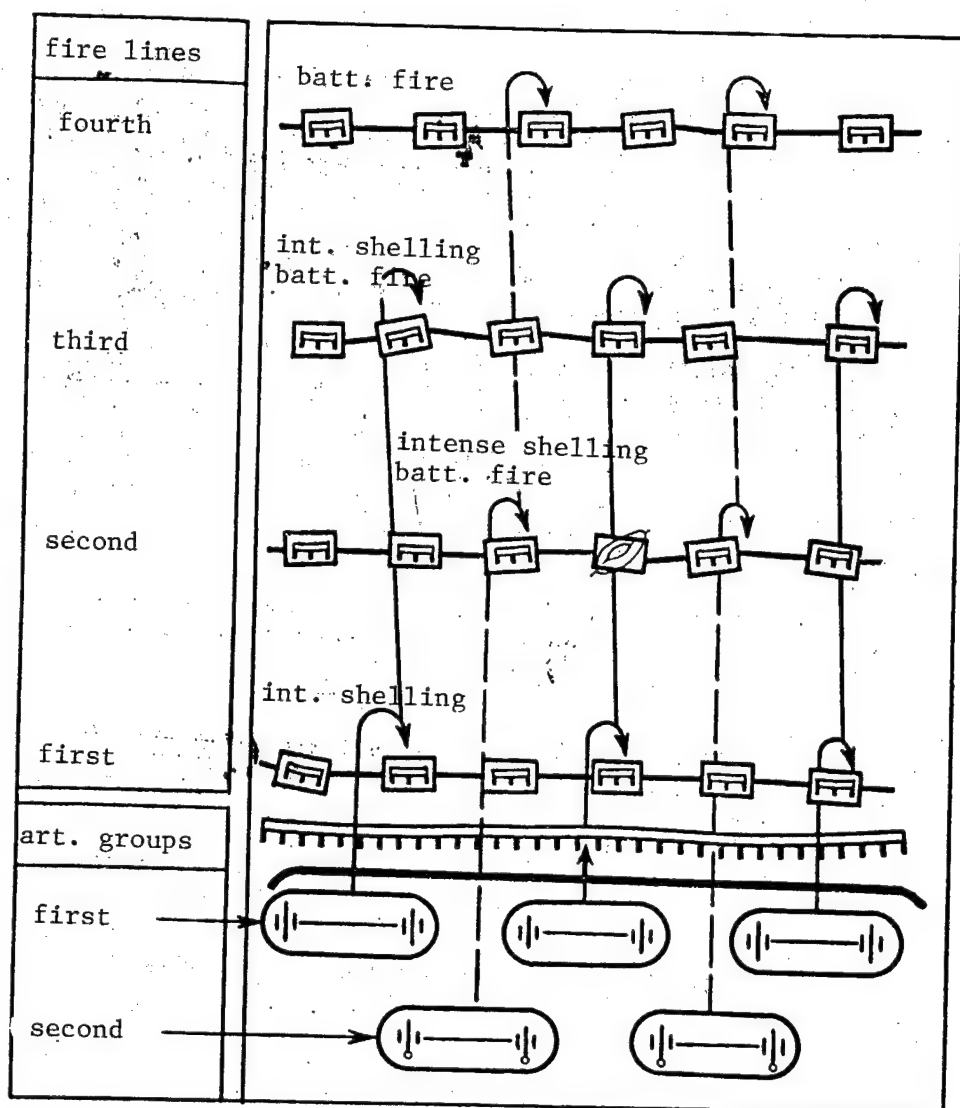 fire lines
batt. fire
fourth
int. shelling
batt. fire
third
intense shelling
batt. fire
second
int. shelling
first
art. groups
first
second